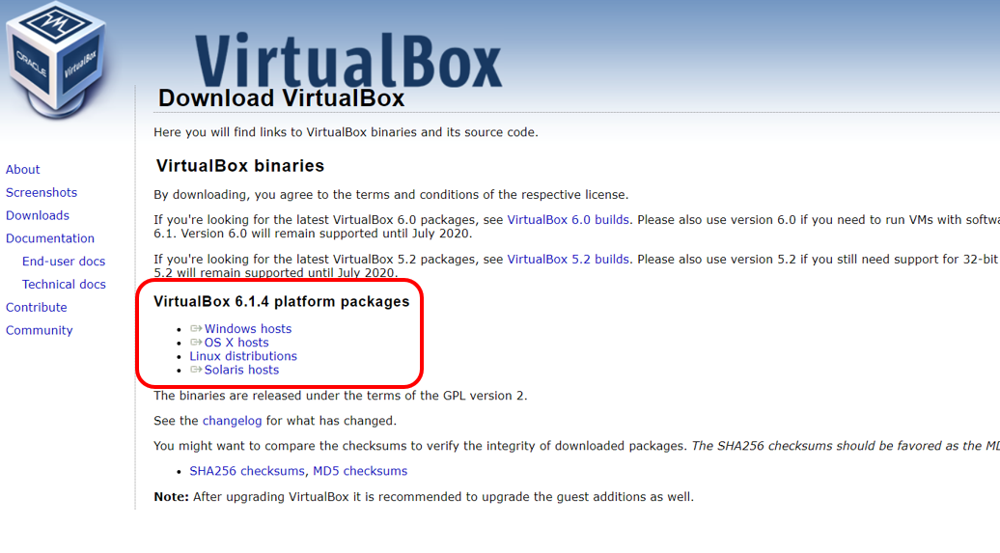 ORACLE
VirtualBox
VirtualBox
Download VirtualBox
Here you will find links to VirtualBox binaries and its source code.
About
Screenshots
Downloads
Documentation
End-user docs
Technical docs
Contribute
Community
VirtualBox binaries
By downloading, you agree to the terms and conditions of the respective license.
If you're looking for the latest VirtualBox 6.0 packages, see VirtualBox 6.0 builds. Please also use version 6.0 if you need to run VMs with softw
6.1. Version 6.0 will remain supported until July 2020.
If you're looking for the latest VirtualBox 5.2 packages, see VirtualBox 5.2 builds. Please also use version 5.2 if you still need support for 32-bit
5.2 will remain supported until July 2020.
VirtualBox 6.1.4 platform packages
Windows hosts
OS X hosts
Linux distributions
Solaris hosts
The binaries are released under the terms of the GPL version 2.
See the changelog for what has changed.
You might want to compare the checksums to verify the integrity of downloaded packages. The SHA256 checksums should be favored as the MD
SHA256 checksums, MD5 checksums
Note: After upgrading VirtualBox it is recommended to upgrade the guest additions as well.